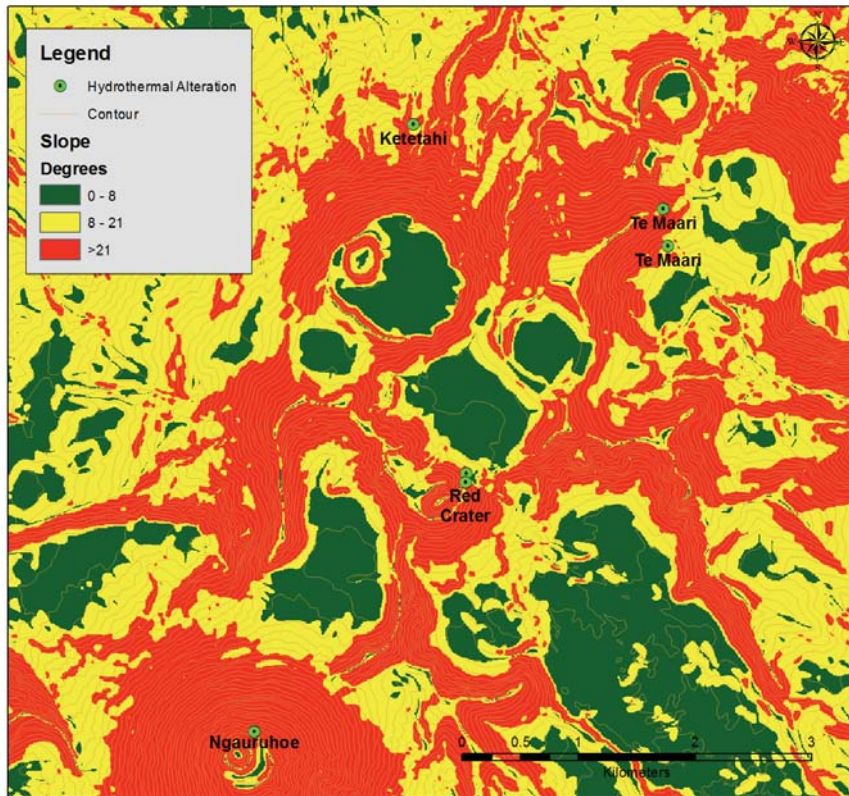 Legend
Hydrothermal Alteration
Contour
Slope
Degrees
0 - 8
8 - 21
>21
N
W
E
S
Ketetahi
Te Maari
Te Maari
Red
Crater
Ngauruhoe
0 0.5 1 2 3
Kilometers